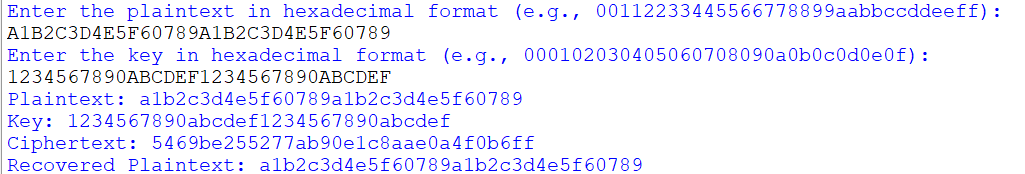 Enter the plaintext in hexadecimal format (e.g., 00112233445566778899aabbccddeeff):
A1B2C3D4E5F60789A1B2C3D4E5F60789
Enter the key in hexadecimal format (e.g., 000102030405060708090a0b0c0d0e0f):
1234567890ABCDEF1234567890ABCDEF
Plaintext: a1b2c3d4e5f60789a1b2c3d4e5f60789
Key: 1234567890abcdef1234567890abcdef
Ciphertext: 5469be255277ab90e1c8aae0a4f0b6ff
Recovered Plaintext: a1b2c3d4e5f60789a1b2c3d4e5f60789